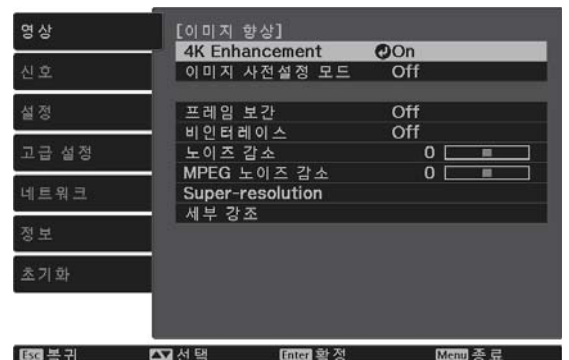 영상
신호
설정
고급 설정
네트워크
정보
초기화
[이미지 향상]
4K Enhancement On
이미지 사전설정 모드 Off
프레임 보간 Off
비인터레이스 Off
노이즈 감소 0
MPEG 노이즈 감소 0
Super-resolution
세부 강조
Esc 복귀 선택 Enter 확정 Menu 종료